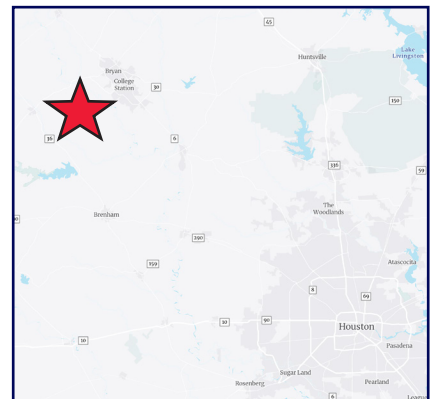 45
Huntsville
Lake
Livingston
Bryan
College
Station
30
150
36
6
336
59
Brenham
The
Woodlands
290
159
Atascocita
8
69
10
90
Houston
10
Pasadena
Sugar Land
Pearland
Rosenberg
6